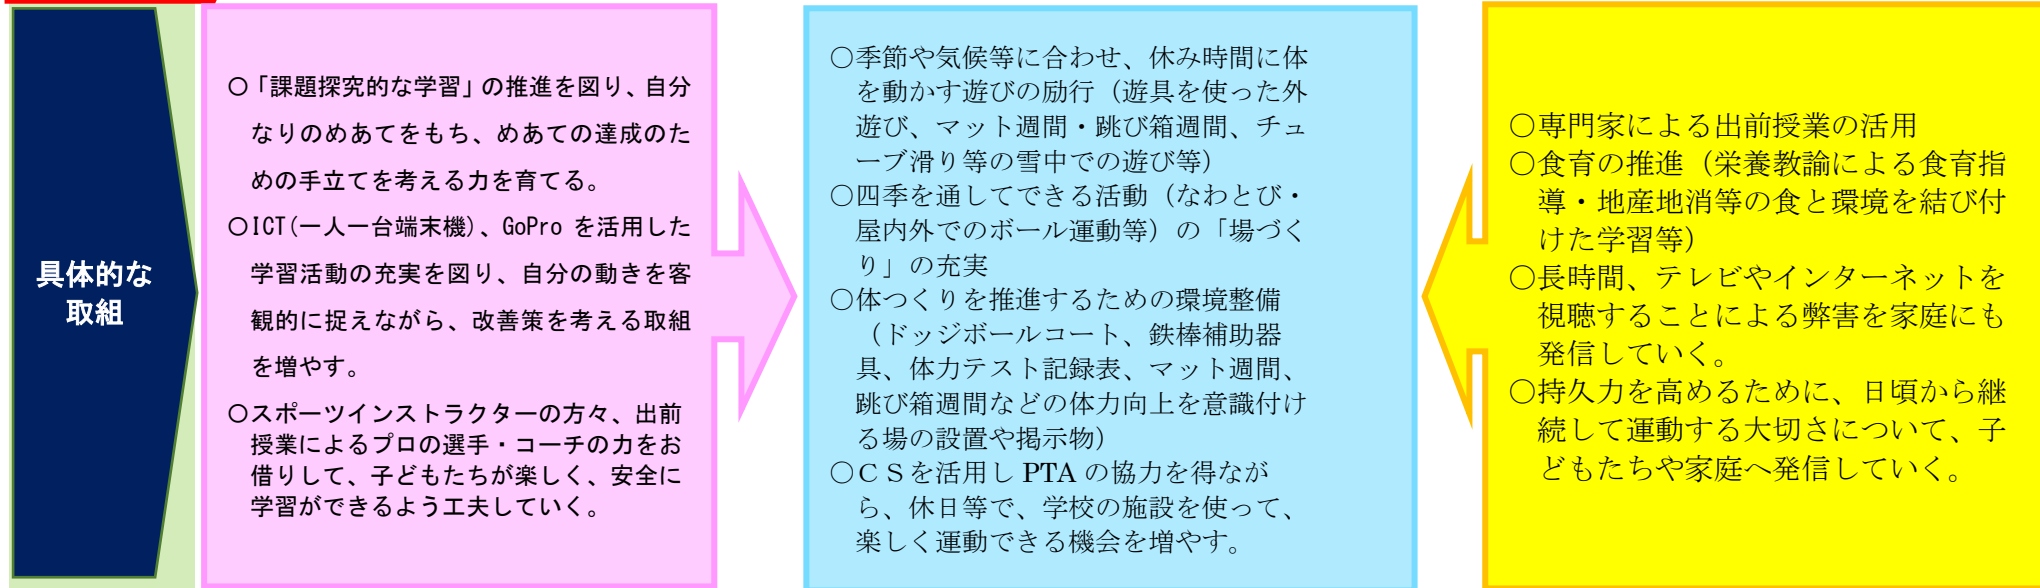 具体的な
取組
○「課題探究的な学習」の推進を図り、自分
なりのめあてをもち、めあての達成のた
めの手立てを考える力を育てる。
○ICT(一人一台端末機)、GoPro を活用した
学習活動の充実を図り、自分の動きを客
観的に捉えながら、改善策を考える取組
を増やす。
○スポーツインストラクターの方々、出前
授業によるプロの選手・コーチの力をお
借りして、子どもたちが楽しく、安全に
学習ができるよう工夫していく。
○季節や気候等に合わせ、休み時間に体
を動かす遊びの励行（遊具を使った外
遊び、マット週間・跳び箱週間、チュ
ーブ滑り等の雪中での遊び等）
○四季を通してできる活動（なわとび・
屋内外でのボール運動等）の「場づく
り」の充実
○体つくりを推進するための環境整備
（ドッジボールコート、鉄棒補助器
具、体力テスト記録表、マット週間、
跳び箱週間などの体力向上を意識付け
る場の設置や掲示物）
○ＣＳを活用し PTA の協力を得なが
ら、休日等で、学校の施設を使って、
楽しく運動できる機会を増やす。
○専門家による出前授業の活用
○食育の推進（栄養教諭による食育指
導・地産地消等の食と環境を結び付
けた学習等）
○長時間、テレビやインターネットを
視聴することによる弊害を家庭にも
発信していく。
○持久力を高めるために、日頃から継
続して運動する大切さについて、子
どもたちや家庭へ発信していく。